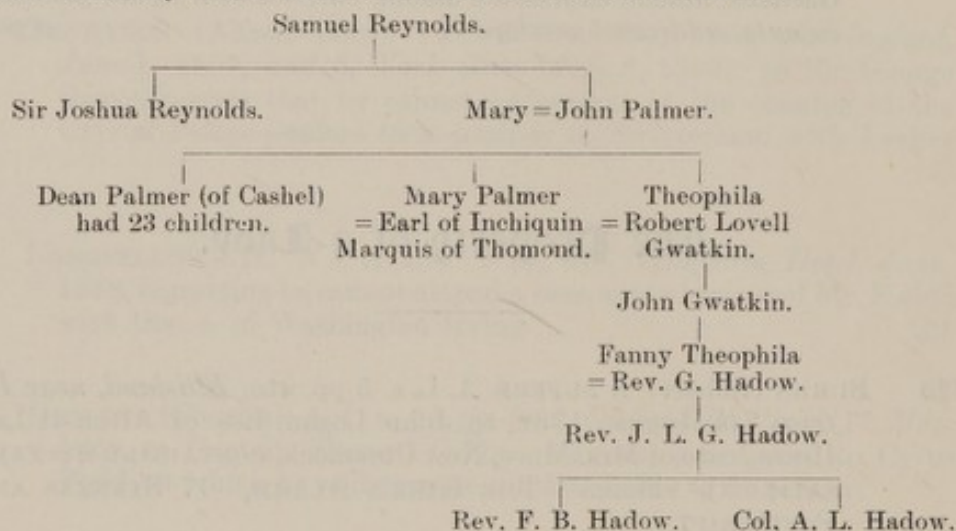 Samuel Reynolds.
Sir Joshua Reynolds. Mary = John Palmer.
Dean Palmer (of Cashel) Mary Palmer Theophila
had 23 children. = Earl of Inchiquin = Robert Lovell
Marquis of Thomond. Gwatkin.
John Gwatkin.
Fanny Theophila
= Rev. G. Hadow.
Rev. J. L. G. Hadow.
Rev. F. B. Hadow. Col. A. L. Hadow.